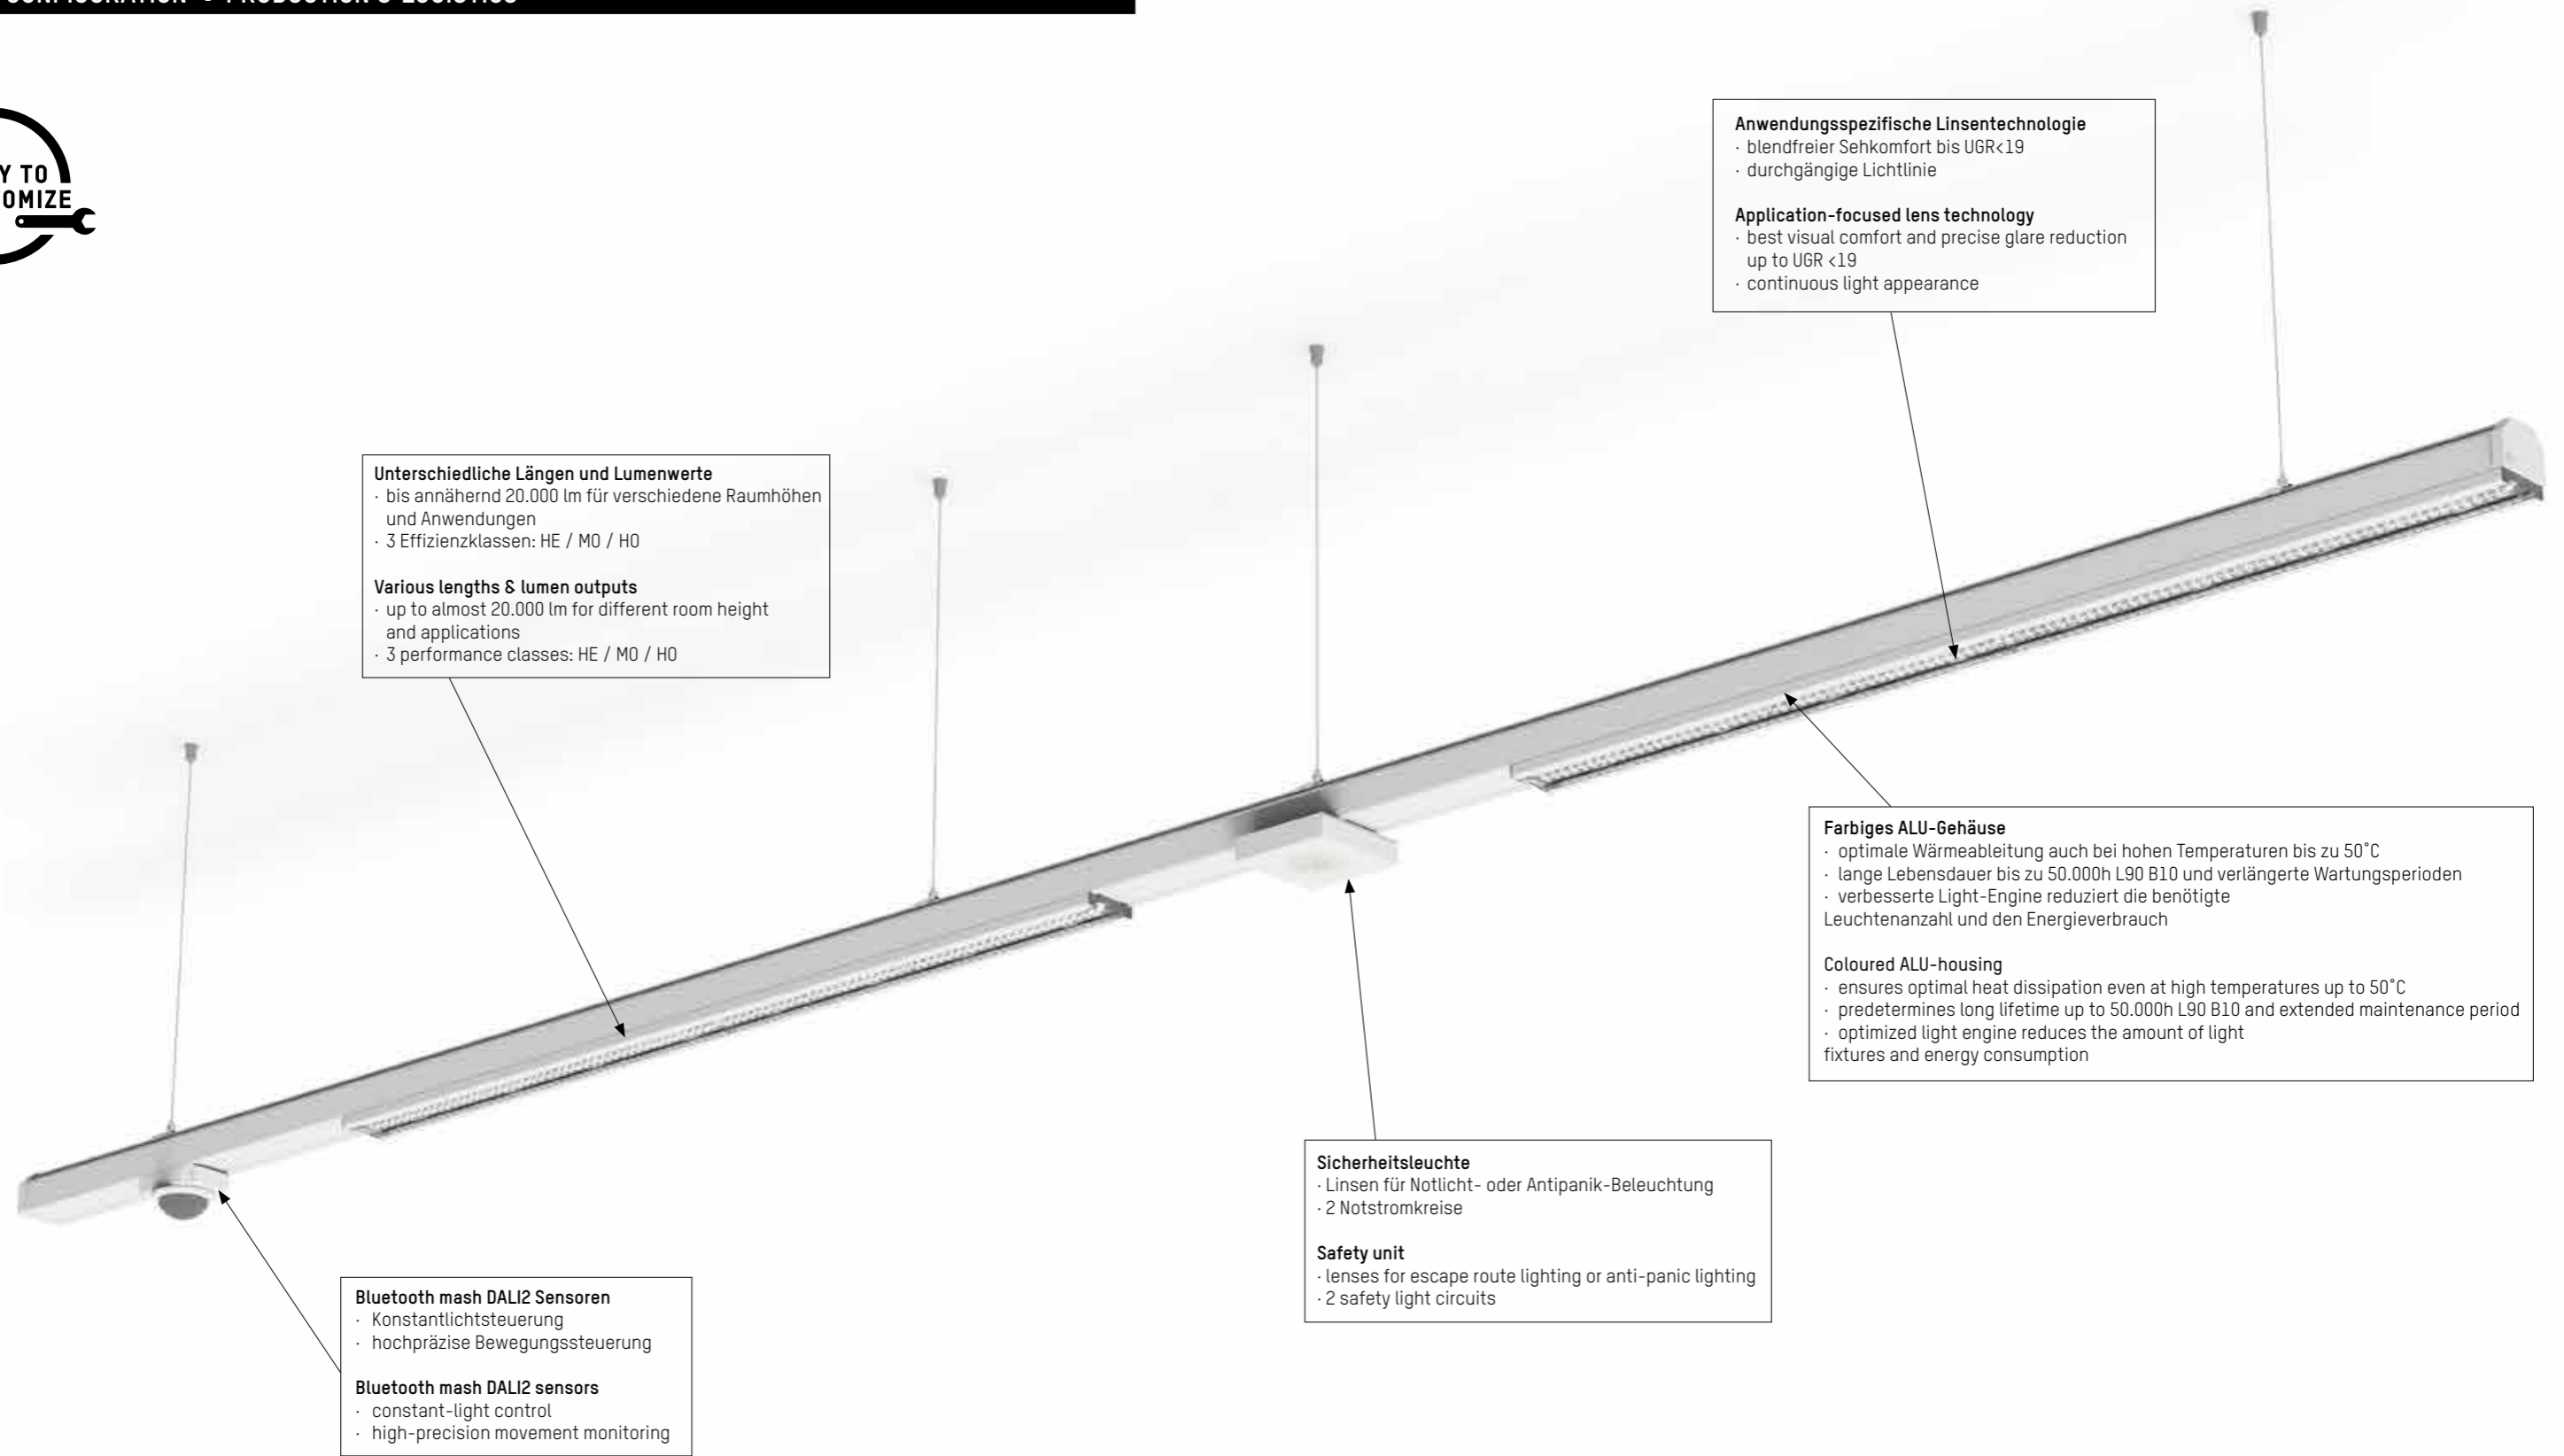 PRODUCTION & LOGISTICS
Y TO
OMIZE
Anwendungsspezifische Linsentechnologie
· blendfreier Sehkomfort bis UGR<19
· durchgängige Lichtlinie
Application-focused lens technology
· best visual comfort and precise glare reduction
up to UGR <19
· continuous light appearance
Unterschiedliche Längen und Lumenwerte
· bis annähernd 20.000 lm für verschiedene Raumhöhen
und Anwendungen
· 3 Effizienzklassen: HE / MO / HO
Various lengths & lumen outputs
· up to almost 20.000 lm for different room height
and applications
· 3 performance classes: HE / MO / HO
Farbiges ALU-Gehäuse
· optimale Wärmeableitung auch bei hohen Temperaturen bis zu 50°C
· lange Lebensdauer bis zu 50.000h L90 B10 und verlängerte Wartungsperioden
· verbesserte Light-Engine reduziert die benötigte
Leuchtenanzahl und den Energieverbrauch
Coloured ALU-housing
· ensures optimal heat dissipation even at high temperatures up to 50°C
· predetermines long lifetime up to 50.000h L90 B10 and extended maintenance period
· optimized light engine reduces the amount of light
fixtures and energy consumption
Sicherheitsleuchte
· Linsen für Notlicht- oder Antipanik-Beleuchtung
· 2 Notstromkreise
Safety unit
· lenses for escape route lighting or anti-panic lighting
· 2 safety light circuits
Bluetooth mash DALI2 Sensoren
· Konstantlichtsteuerung
· hochpräzise Bewegungssteuerung
Bluetooth mash DALI2 sensors
· constant-light control
· high-precision movement monitoring